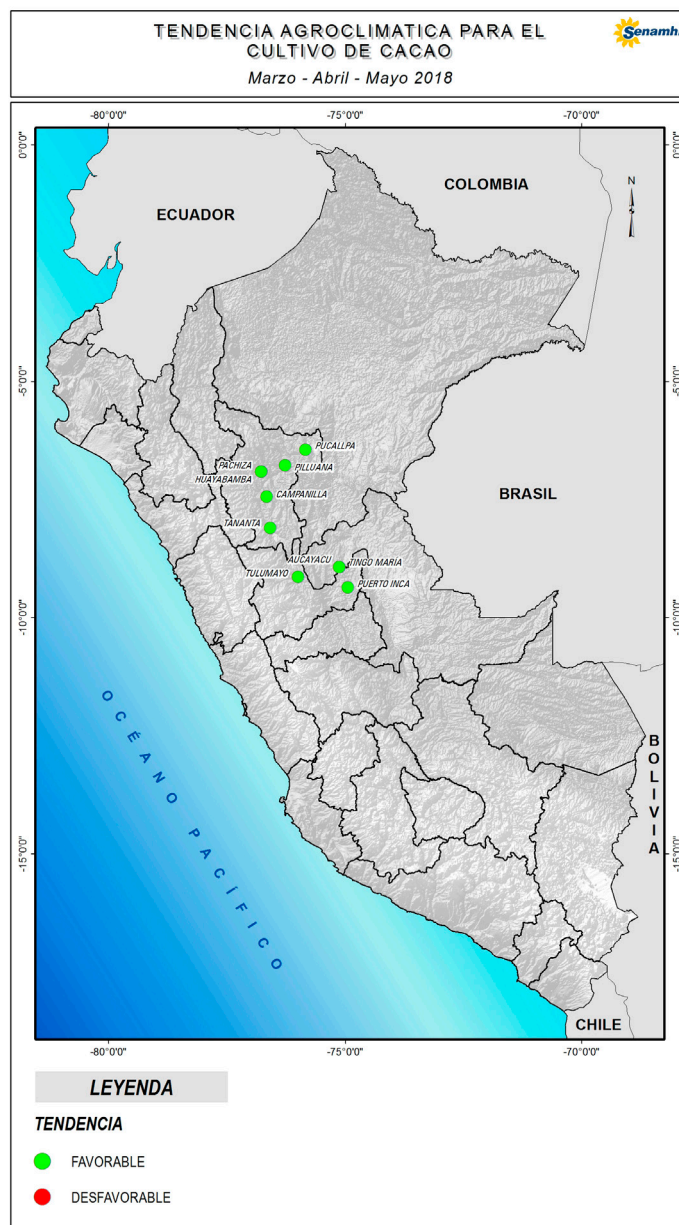 TENDENCIA AGROCLIMATICA PARA EL
CULTIVO DE CACAO
Marzo - Abril - Mayo 2018
Senamhi
-80°0'0"
-75°0'0"
-70°0'0"
0°0'0"
0°0'0"
COLOMBIA
ECUADOR
N
-5°0'0"
-5°0'0"
PUCALLPA
PACHIZA
PILLUANA
HUAYABAMBA
CAMPANILLA
BRASIL
TANANTA
AUCAYACU
TINGO MARIA
TULUMAYO
PUERTO INCA
-10°0'0"
-10°0'0"
OCÉANO PACÍFICO
BOLIVIA
-15°0'0"
-15°0'0"
CHILE
-80°0'0"
-75°0'0"
-70°0'0"
LEYENDA
TENDENCIA
FAVORABLE
DESFAVORABLE